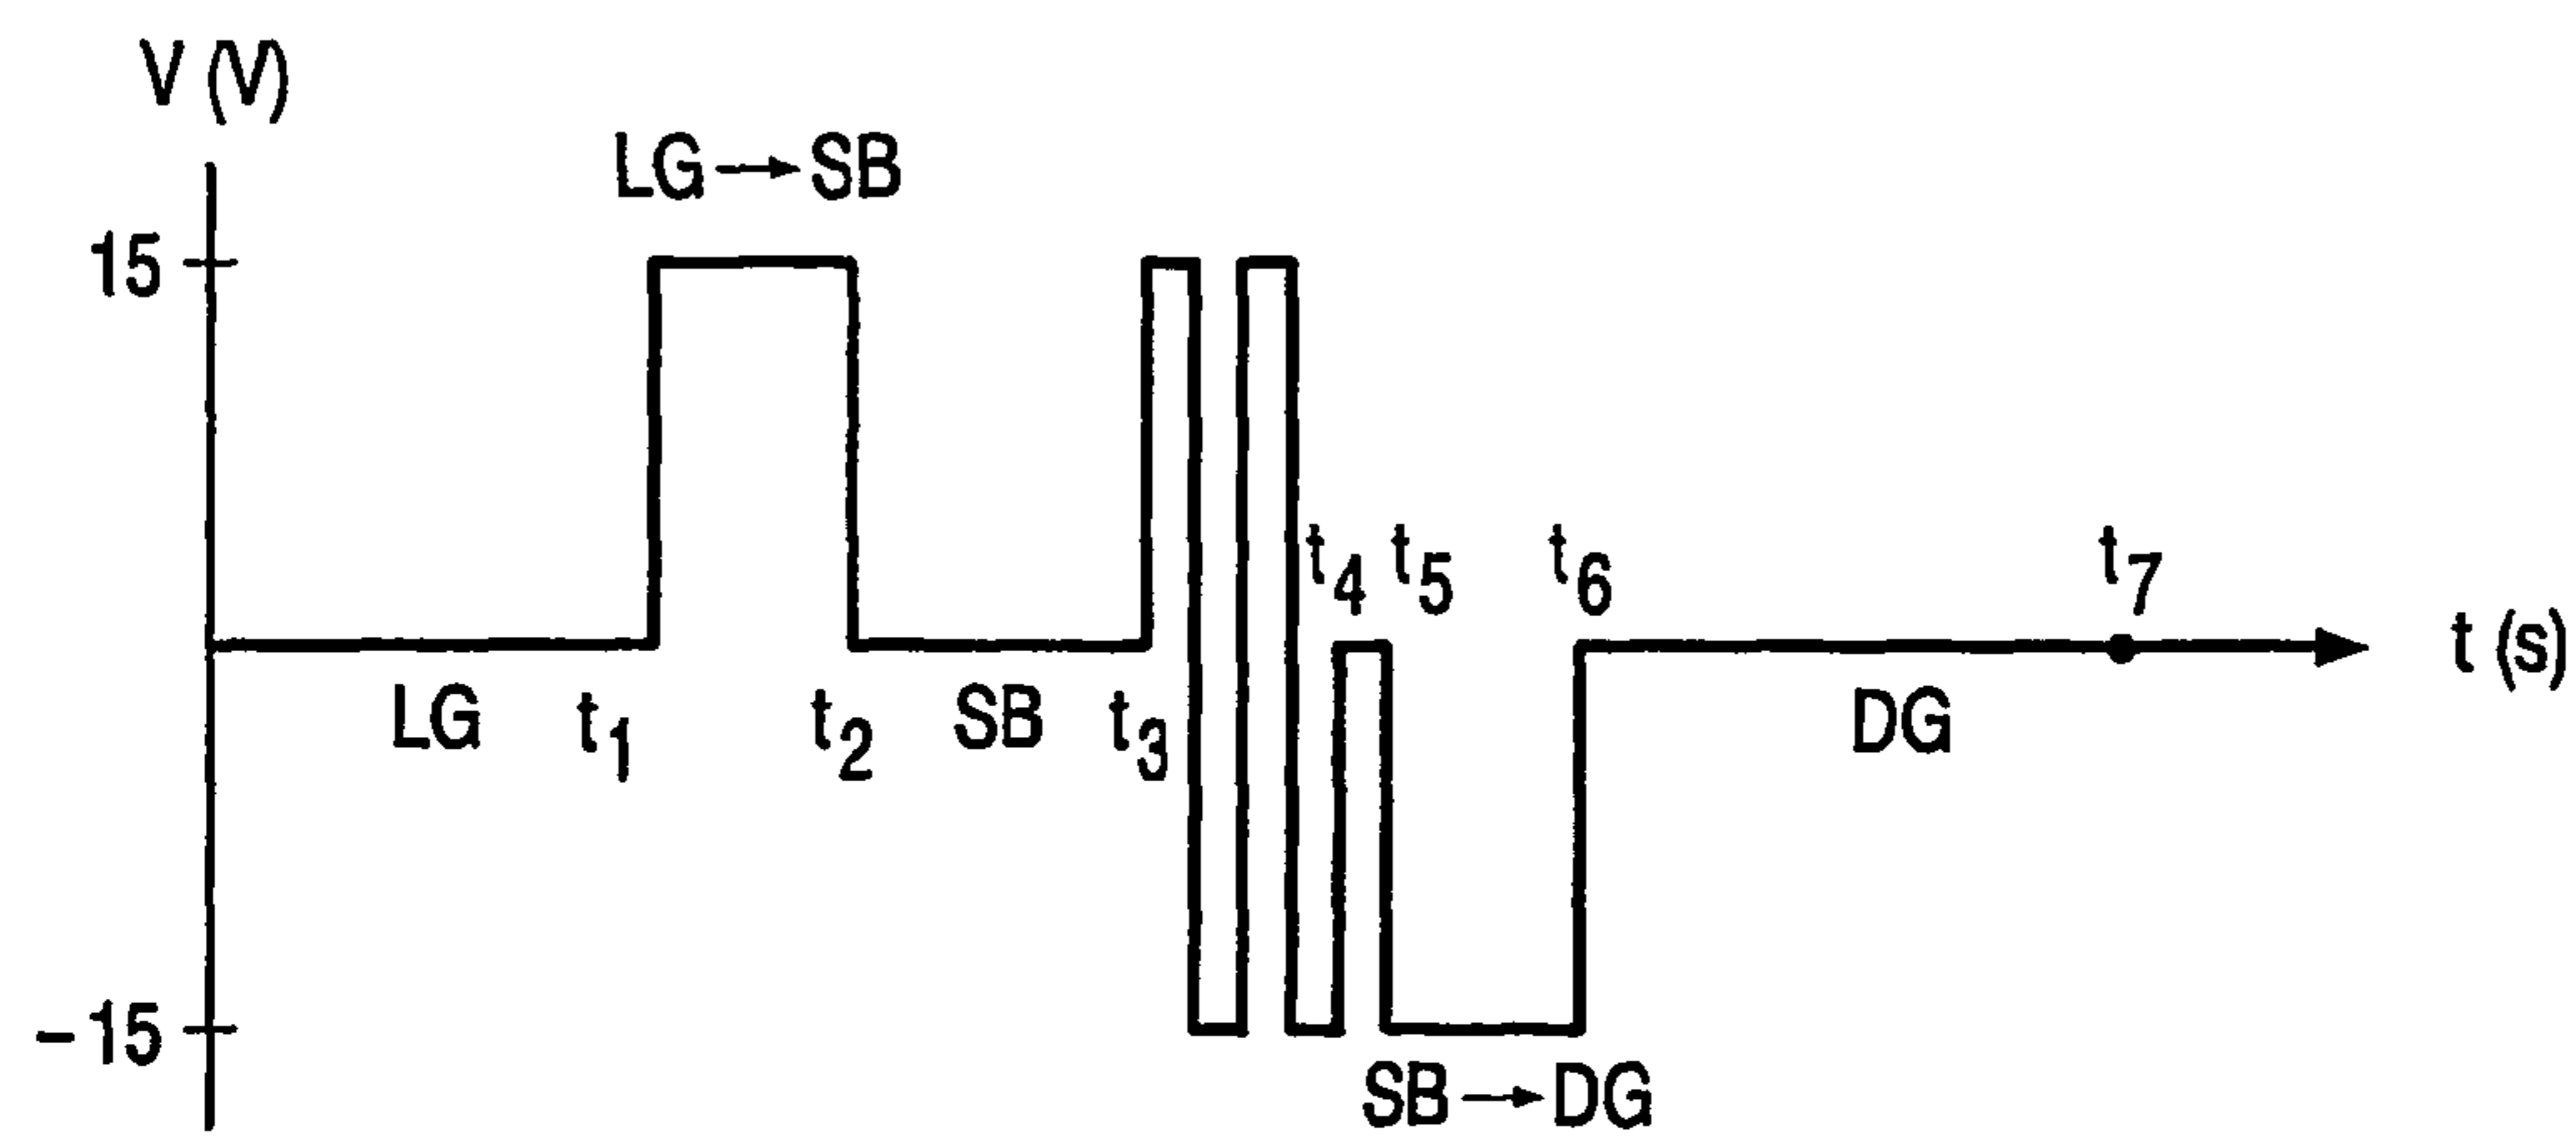 V (V)
LG → SB
15
t4 t5 t6 t7
t (s)
LG t1 t2 SB t3 DG
-15
SB → DG